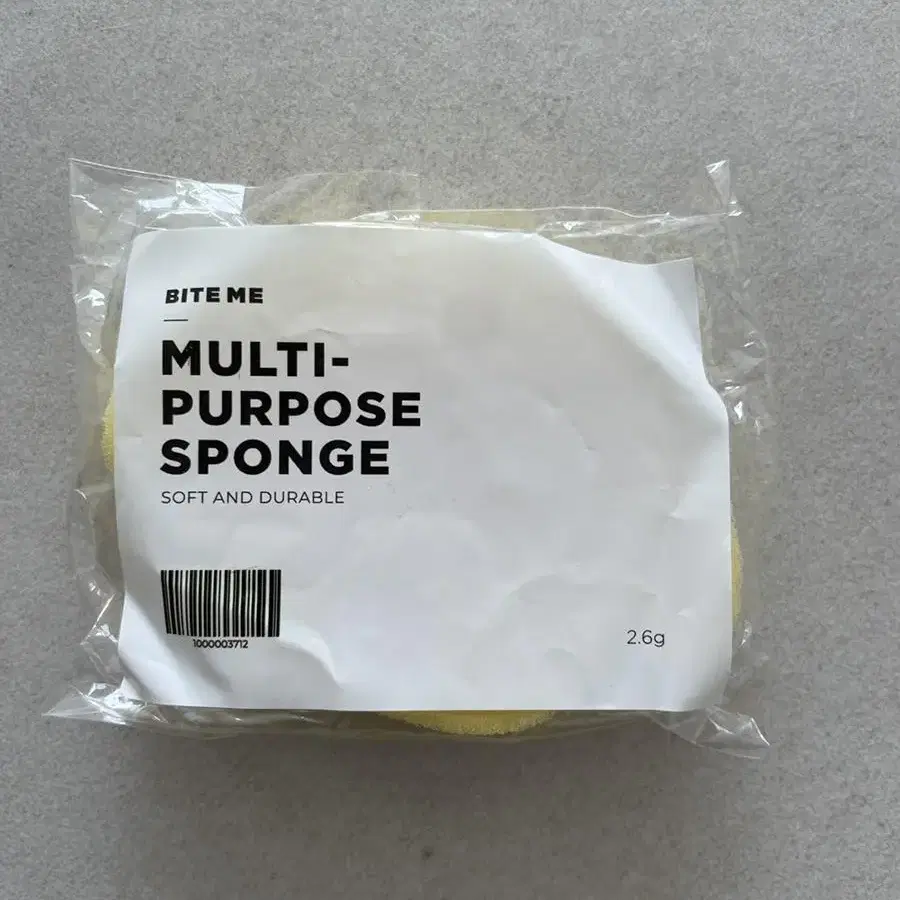 BITE ME
MULTI-
PURPOSE
SPONGE
SOFT AND DURABLE
1000003712
2.6g